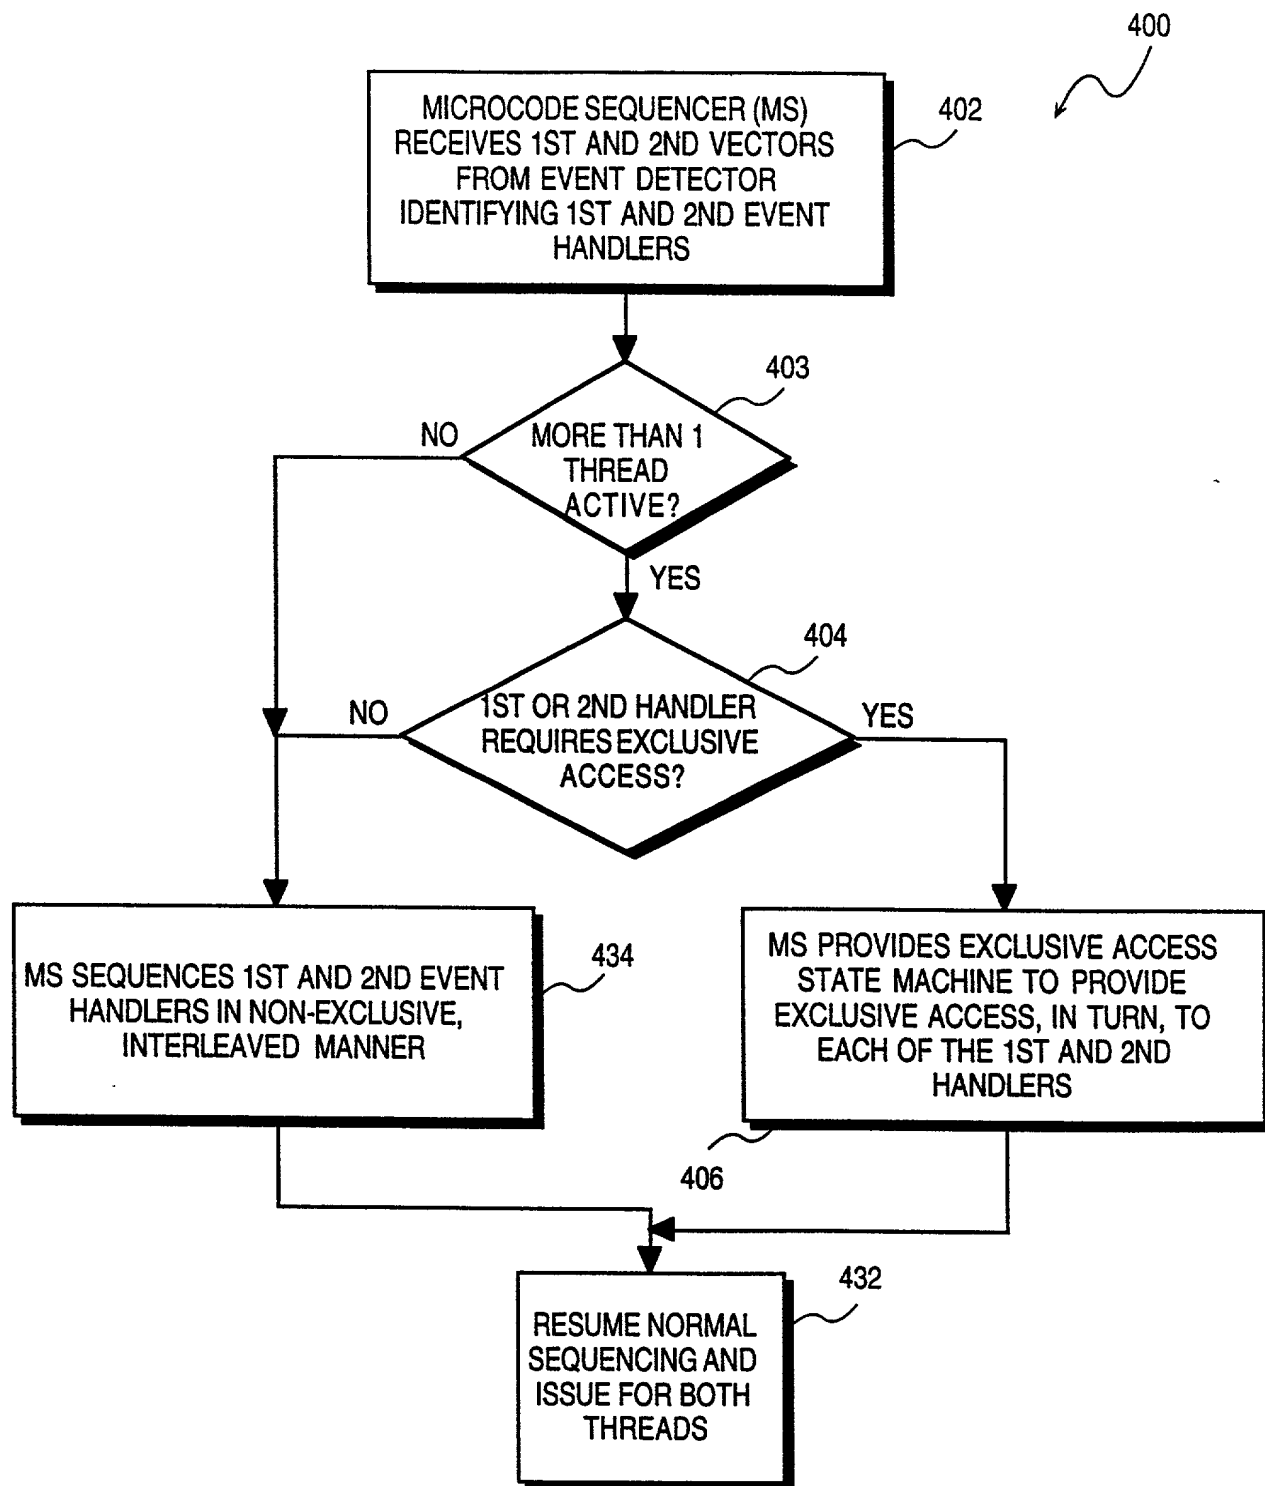 400
MICROCODE SEQUENCER (MS)
RECEIVES 1ST AND 2ND VECTORS
FROM EVENT DETECTOR
IDENTIFYING 1ST AND 2ND EVENT
HANDLERS
402
403
MORE THAN 1
THREAD
ACTIVE?
NO
YES
404
1ST OR 2ND HANDLER
REQUIRES EXCLUSIVE
ACCESS?
NO
YES
MS SEQUENCES 1ST AND 2ND EVENT
HANDLERS IN NON-EXCLUSIVE,
INTERLEAVED MANNER
434
MS PROVIDES EXCLUSIVE ACCESS
STATE MACHINE TO PROVIDE
EXCLUSIVE ACCESS, IN TURN, TO
EACH OF THE 1ST AND 2ND
HANDLERS
406
432
RESUME NORMAL
SEQUENCING AND
ISSUE FOR BOTH
THREADS